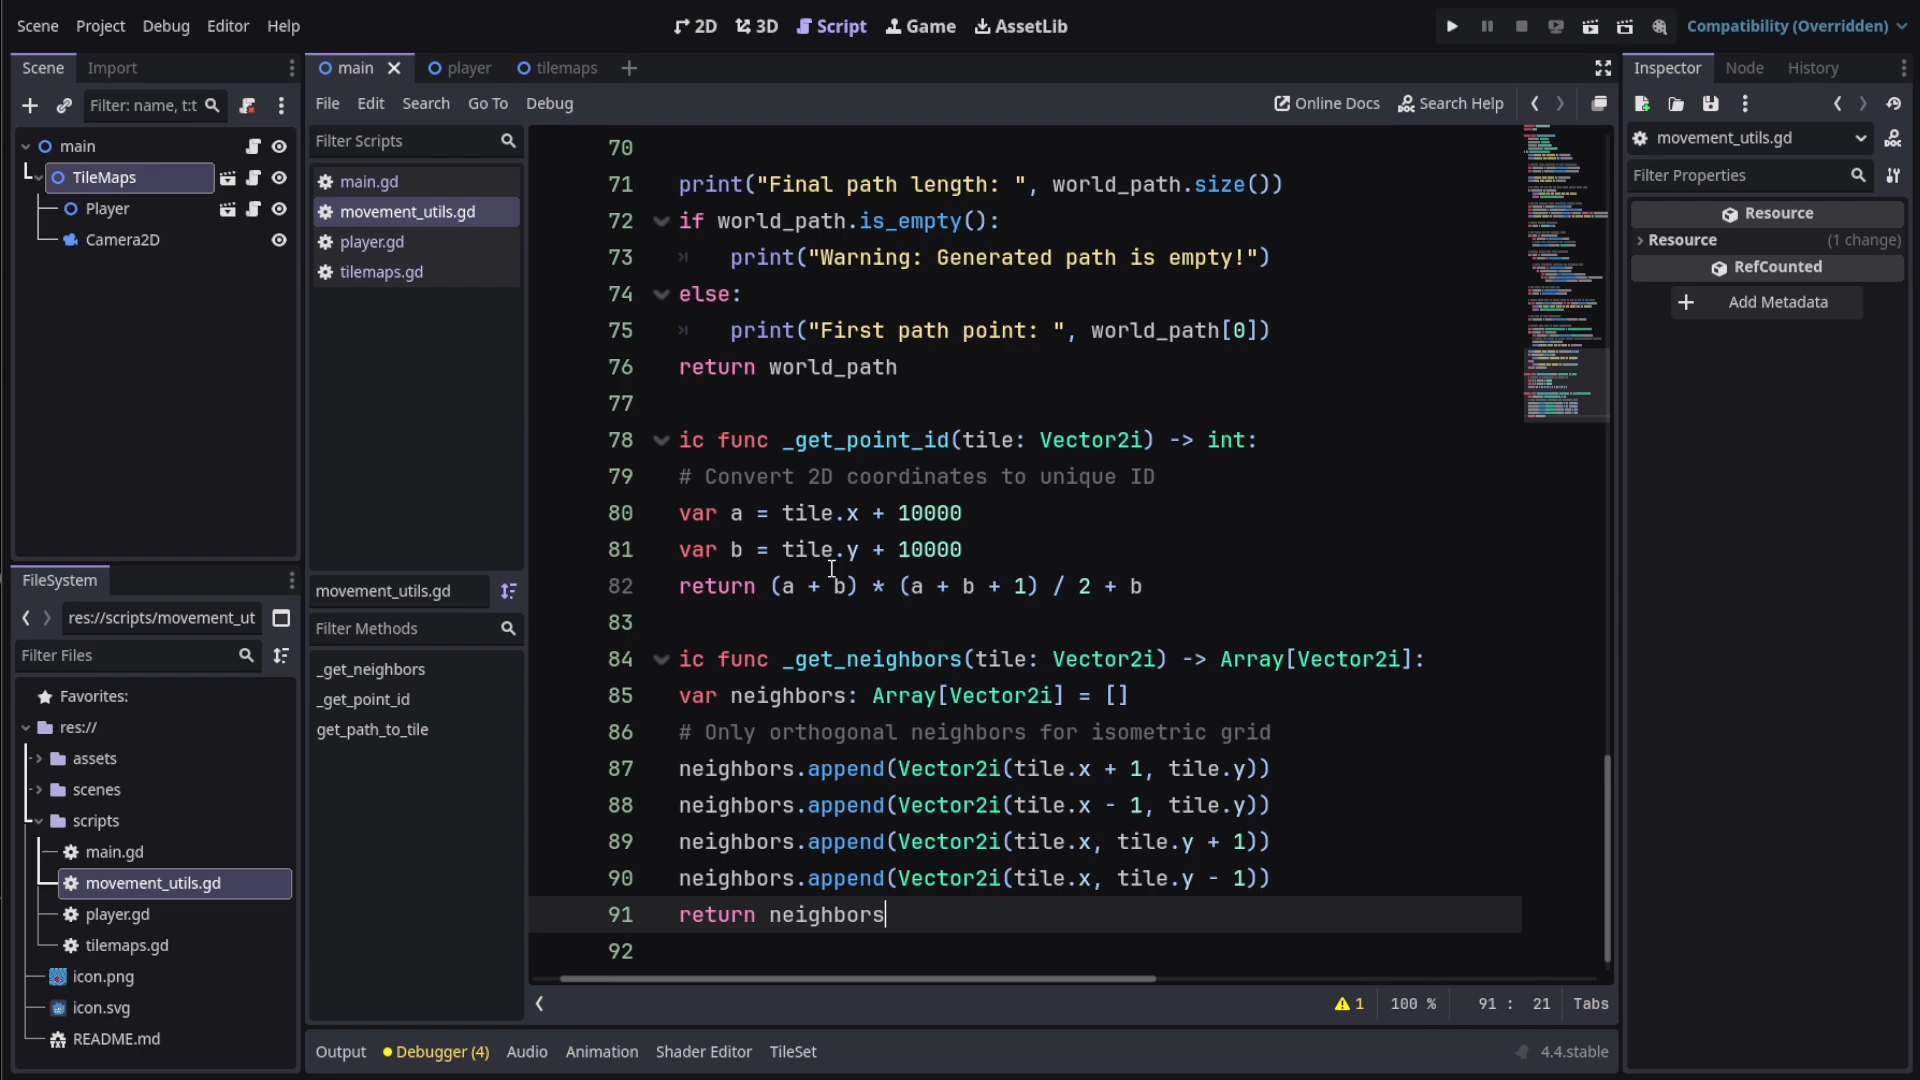 Scene Project Debug Editor Help
2D 3D Script Game AssetLib
Compatibility (Overridden)
Scene Import
Filter: name, t:t
main
TileMaps
Player
Camera2D
FileSystem
res://scripts/movement_ut
Filter Files
Favorites:
res://
assets
scenes
scripts
main.gd
movement_utils.gd
player.gd
tilemaps.gd
icon.png
icon.svg
README.md
main player tilemaps
File Edit Search Go To Debug
Online Docs Search Help
Filter Scripts
main.gd
movement_utils.gd
player.gd
tilemaps.gd
movement_utils.gd
Filter Methods
_get_neighbors
_get_point_id
get_path_to_tile
70
71 print("Final path length: ", world_path.size())
72 if world_path.is_empty():
73 print("Warning: Generated path is empty!")
74 else:
75 print("First path point: ", world_path[0])
76 return world_path
77
78 ic func _get_point_id(tile: Vector2i) -> int:
79 # Convert 2D coordinates to unique ID
80 var a = tile.x + 10000
81 var b = tile.y + 10000
82 return (a + b) * (a + b + 1) / 2 + b
83
84 ic func _get_neighbors(tile: Vector2i) -> Array[Vector2i]:
85 var neighbors: Array[Vector2i] = []
86 # Only orthogonal neighbors for isometric grid
87 neighbors.append(Vector2i(tile.x + 1, tile.y))
88 neighbors.append(Vector2i(tile.x - 1, tile.y))
89 neighbors.append(Vector2i(tile.x, tile.y + 1))
90 neighbors.append(Vector2i(tile.x, tile.y - 1))
91 return neighbors
92
1 100 % 91 : 21 Tabs
Output Debugger (4) Audio Animation Shader Editor TileSet
4.4.stable
Inspector Node History
movement_utils.gd
Filter Properties
Resource
Resource (1 change)
RefCounted
Add Metadata